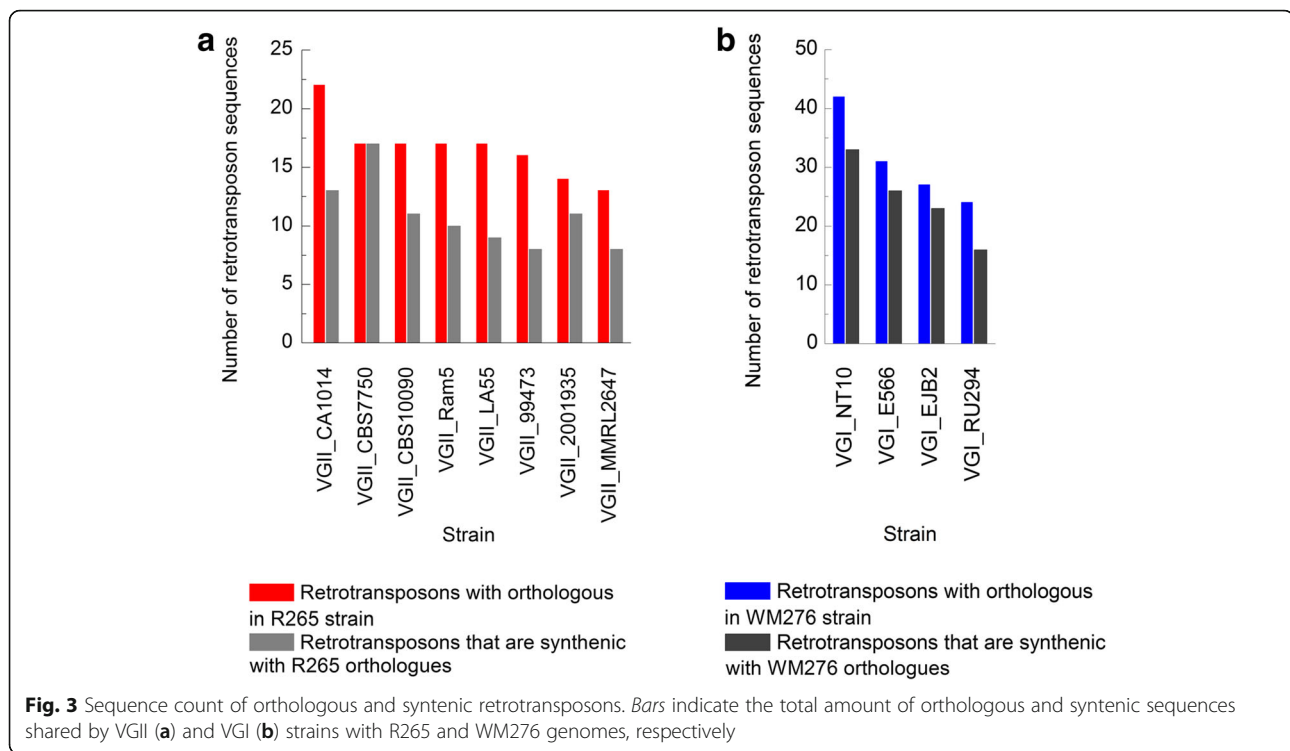 a
Number of retrotransposon sequences
25
20
15
10
5
0
VGII_CA1014
VGII_CBS7750
VGII_CBS10090
VGII_Ram5
VGII_LA55
VGII_99473
VGII_2001935
VGII_MMRL2647
Strain
Retrotransposons with orthologous
in R265 strain
Retrotransposons that are synthenic
with R265 orthologues
b
Number of retrotransposon sequences
50
40
30
20
10
0
VGI_NT10
VGI_E566
VGI_EJB2
VGI_RU294
Strain
Retrotransposons with orthologous
in WM276 strain
Retrotransposons that are synthenic
with WM276 orthologues
Fig. 3 Sequence count of orthologous and syntenic retrotransposons. Bars indicate the total amount of orthologous and syntenic sequences
shared by VGII (a) and VGI (b) strains with R265 and WM276 genomes, respectively